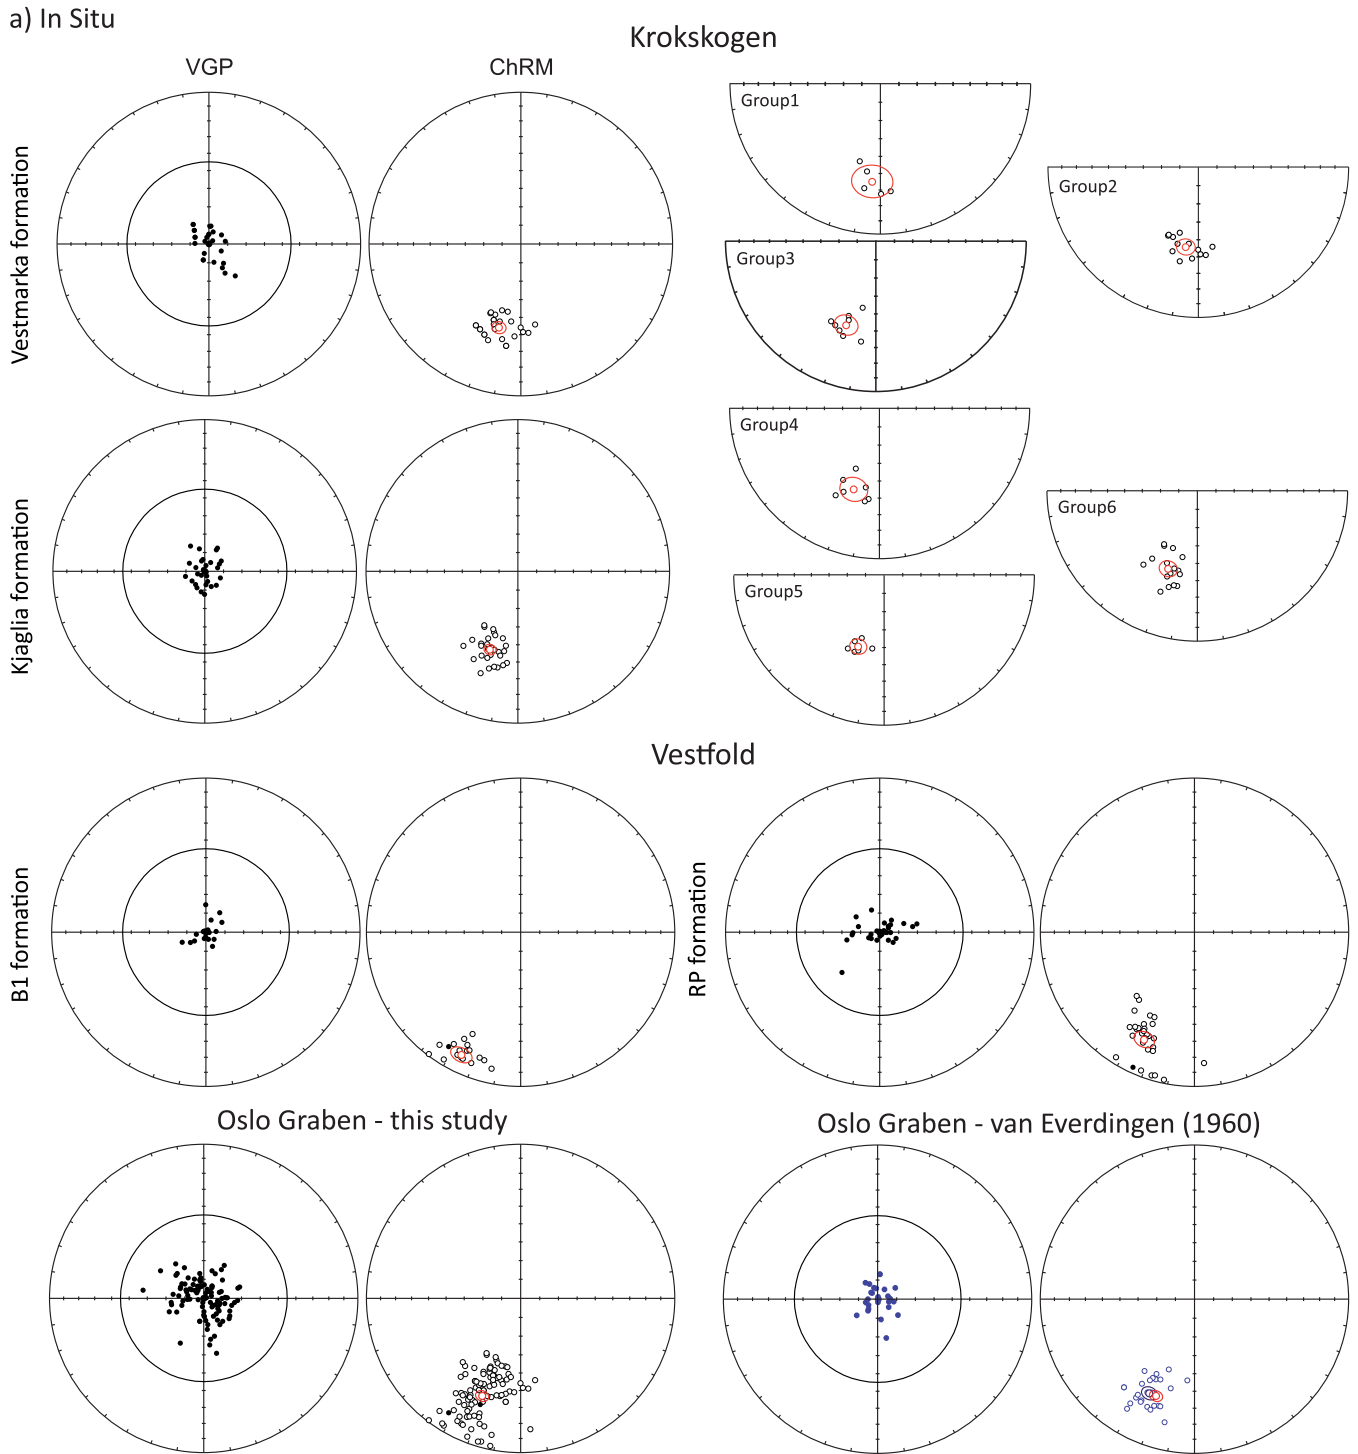 a) In Situ
Krokskogen
VGP
ChRM
Vestmarka formation
Group1
Group2
Group3
Kjaglia formation
Group4
Group6
Group5
Vestfold
B1 formation
RP formation
Oslo Graben - this study
Oslo Graben - van Everdingen (1960)